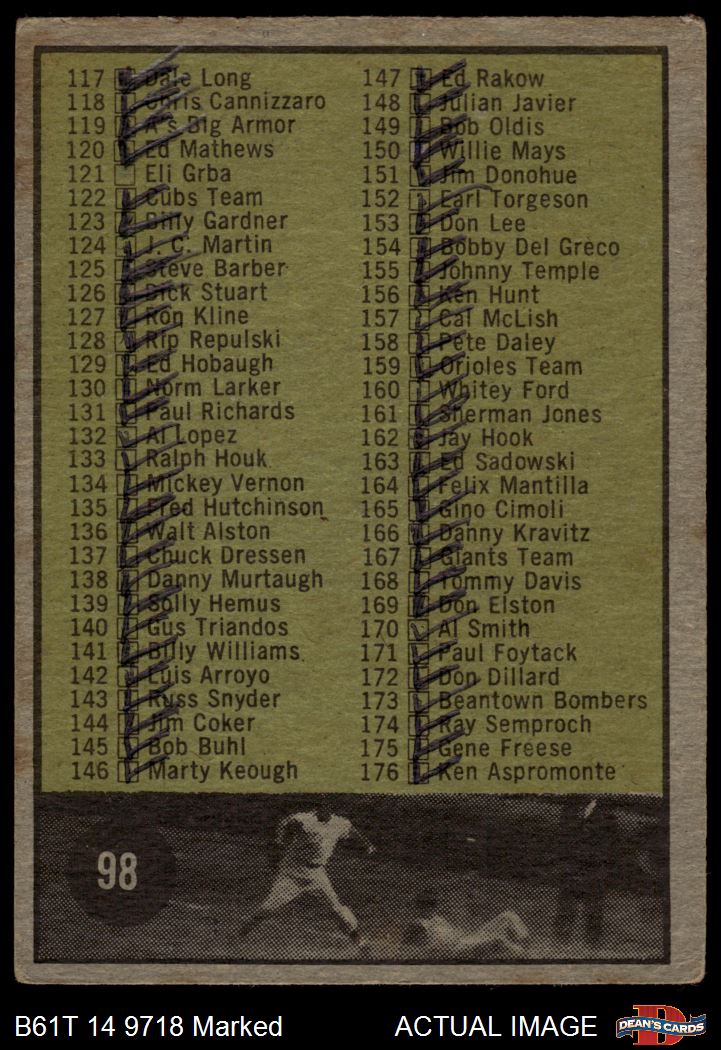 117 Dale Long
118 Chris Cannizzaro
119 A's Big Armor
120 Ed Mathews
121 Eli Grba
122 Cubs Team
123 Billy Gardner
124 J. C. Martin
125 Steve Barber
126 Dick Stuart
127 Ron Kline
128 Rip Repulski
129 Ed Hobaugh
130 Norm Larker
131 Paul Richards
132 Al Lopez
133 Ralph Houk
134 Mickey Vernon
135 Fred Hutchinson
136 Walt Alston
137 Chuck Dressen
138 Danny Murtaugh
139 Solly Hemus
140 Gus Triandos
141 Billy Williams
142 Luis Arroyo
143 Russ Snyder
144 Jim Coker
145 Bob Buhl
146 Marty Keough
147 Ed Rakow
148 Julian Javier
149 Bob Oldis
150 Willie Mays
151 Jim Donohue
152 Earl Torgeson
153 Don Lee
154 Bobby Del Greco
155 Johnny Temple
156 Ken Hunt
157 Cal McLish
158 Pete Daley
159 Orioles Team
160 Whitey Ford
161 Sherman Jones
162 Jay Hook
163 Ed Sadowski
164 Felix Mantilla
165 Gino Cimoli
166 Danny Kravitz
167 Giants Team
168 Tommy Davis
169 Don Elston
170 Al Smith
171 Paul Foytack
172 Don Dillard
173 Beantown Bombers
174 Ray Semproch
175 Gene Freese
176 Ken Aspromonte
98
B61T 14 9718 Marked
ACTUAL IMAGE
D
DEAN'S CARDS